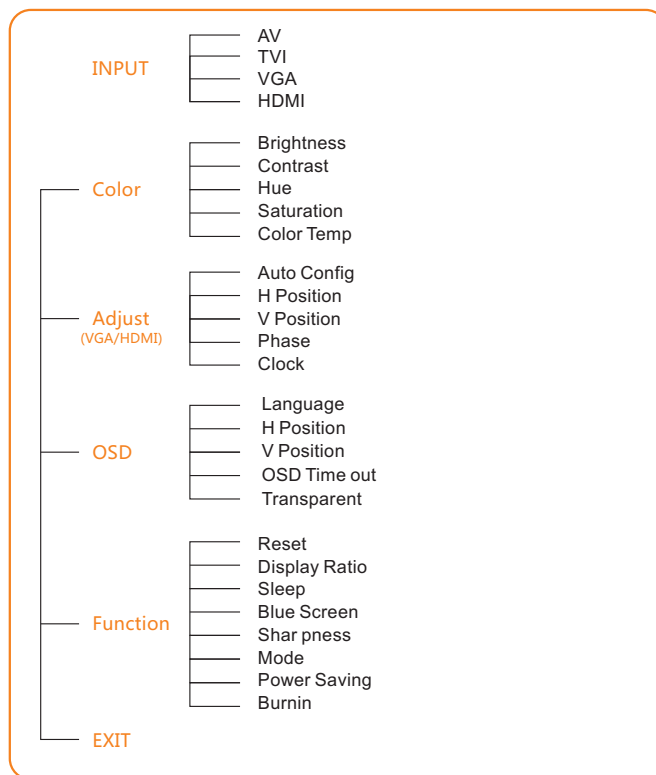 INPUT
AV
TVI
VGA
HDMI
Color
Brightness
Contrast
Hue
Saturation
Color Temp
Adjust
(VGA/HDMI)
Auto Config
H Position
V Position
Phase
Clock
OSD
Language
H Position
V Position
OSD Time out
Transparent
Function
Reset
Display Ratio
Sleep
Blue Screen
Shar pness
Mode
Power Saving
Burnin
EXIT